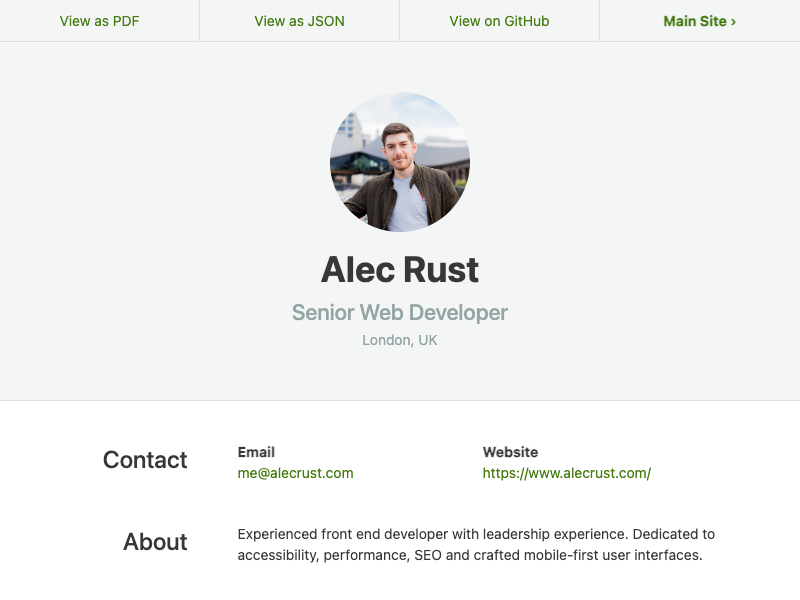 View as PDF
View as JSON
View on GitHub
Main Site ›
Alec Rust
Senior Web Developer
London, UK
Contact
Email
me@alecrust.com
Website
https://www.alecrust.com/
About
Experienced front end developer with leadership experience. Dedicated to
accessibility, performance, SEO and crafted mobile-first user interfaces.